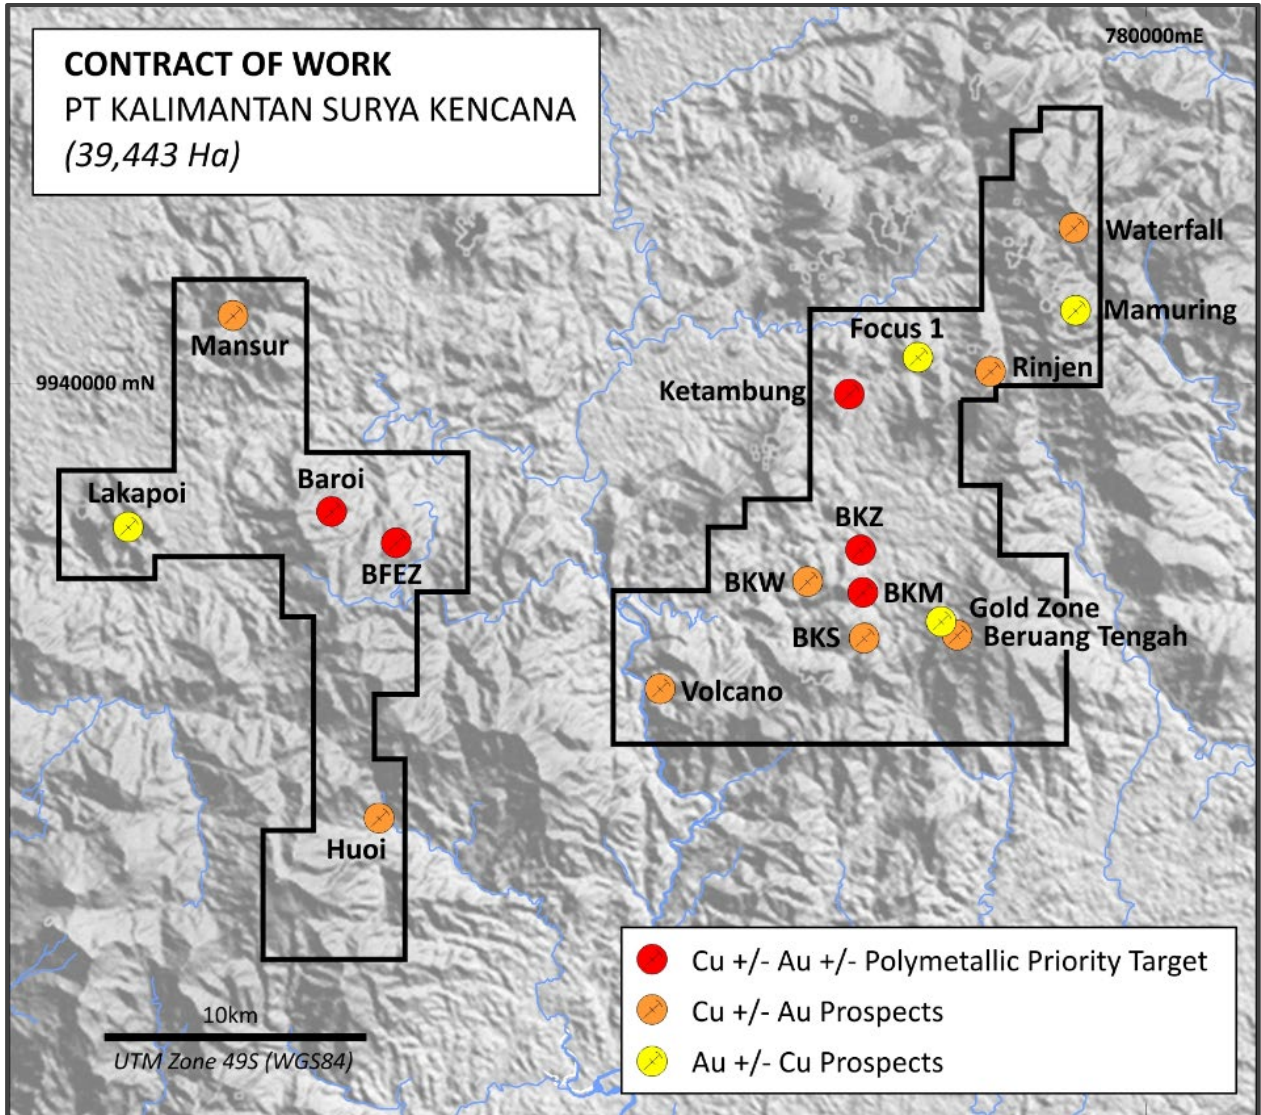 CONTRACT OF WORK
PT KALIMANTAN SURYA KENCANA
(39,443 Ha)
780000mE
Waterfall
Mamuring
Focus 1
Rinjen
Ketambung
Mansur
9940000 mN
Lakapoi
Baroi
BFEZ
BKZ
BKW
BKM
Gold Zone
BKS
Beruang Tengah
Volcano
Huoi
10km
UTM Zone 49S (WGS84)
Cu +/- Au +/- Polymetallic Priority Target
Cu +/- Au Prospects
Au +/- Cu Prospects